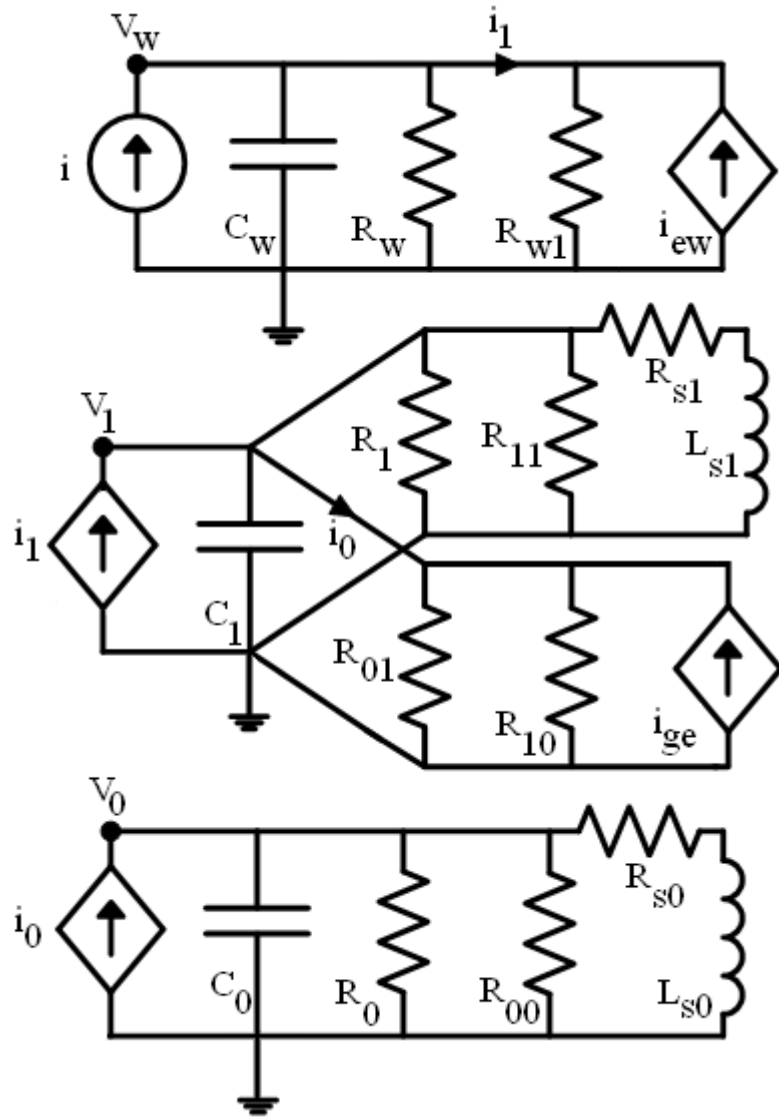 V_w
i_1
i
C_w
R_w
R_w1
i_ew
V_1
i_1
C_1
i_0
R_1
R_11
R_s1
L_s1
R_01
R_10
i_ge
V_0
i_0
C_0
R_0
R_00
R_s0
L_s0